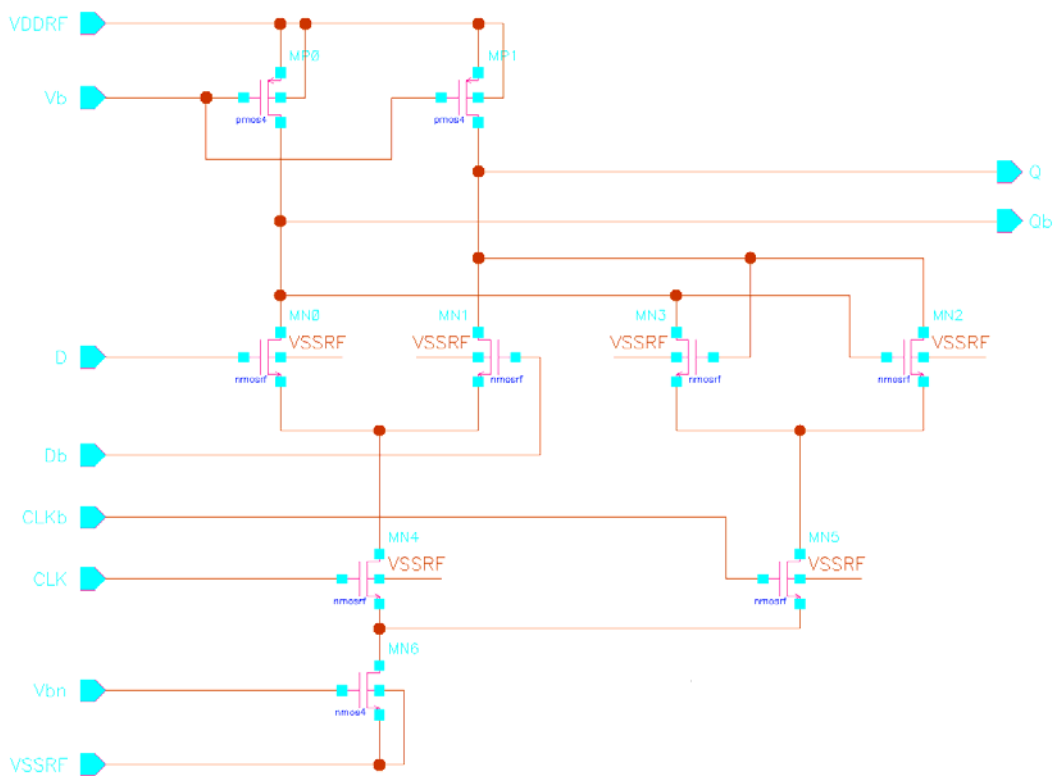 VDDRF
MP0
MP1
Vb
pmos4
pmos4
Q
Qb
MN0
MN1
MN3
MN2
VSSRF
VSSRF
VSSRF
VSSRF
D
nmosrf
nmosrf
nmosrf
nmosrf
Db
CLKb
MN4
MN5
VSSRF
VSSRF
CLK
nmosrf
nmosrf
MN6
Vbn
nmos4
VSSRF